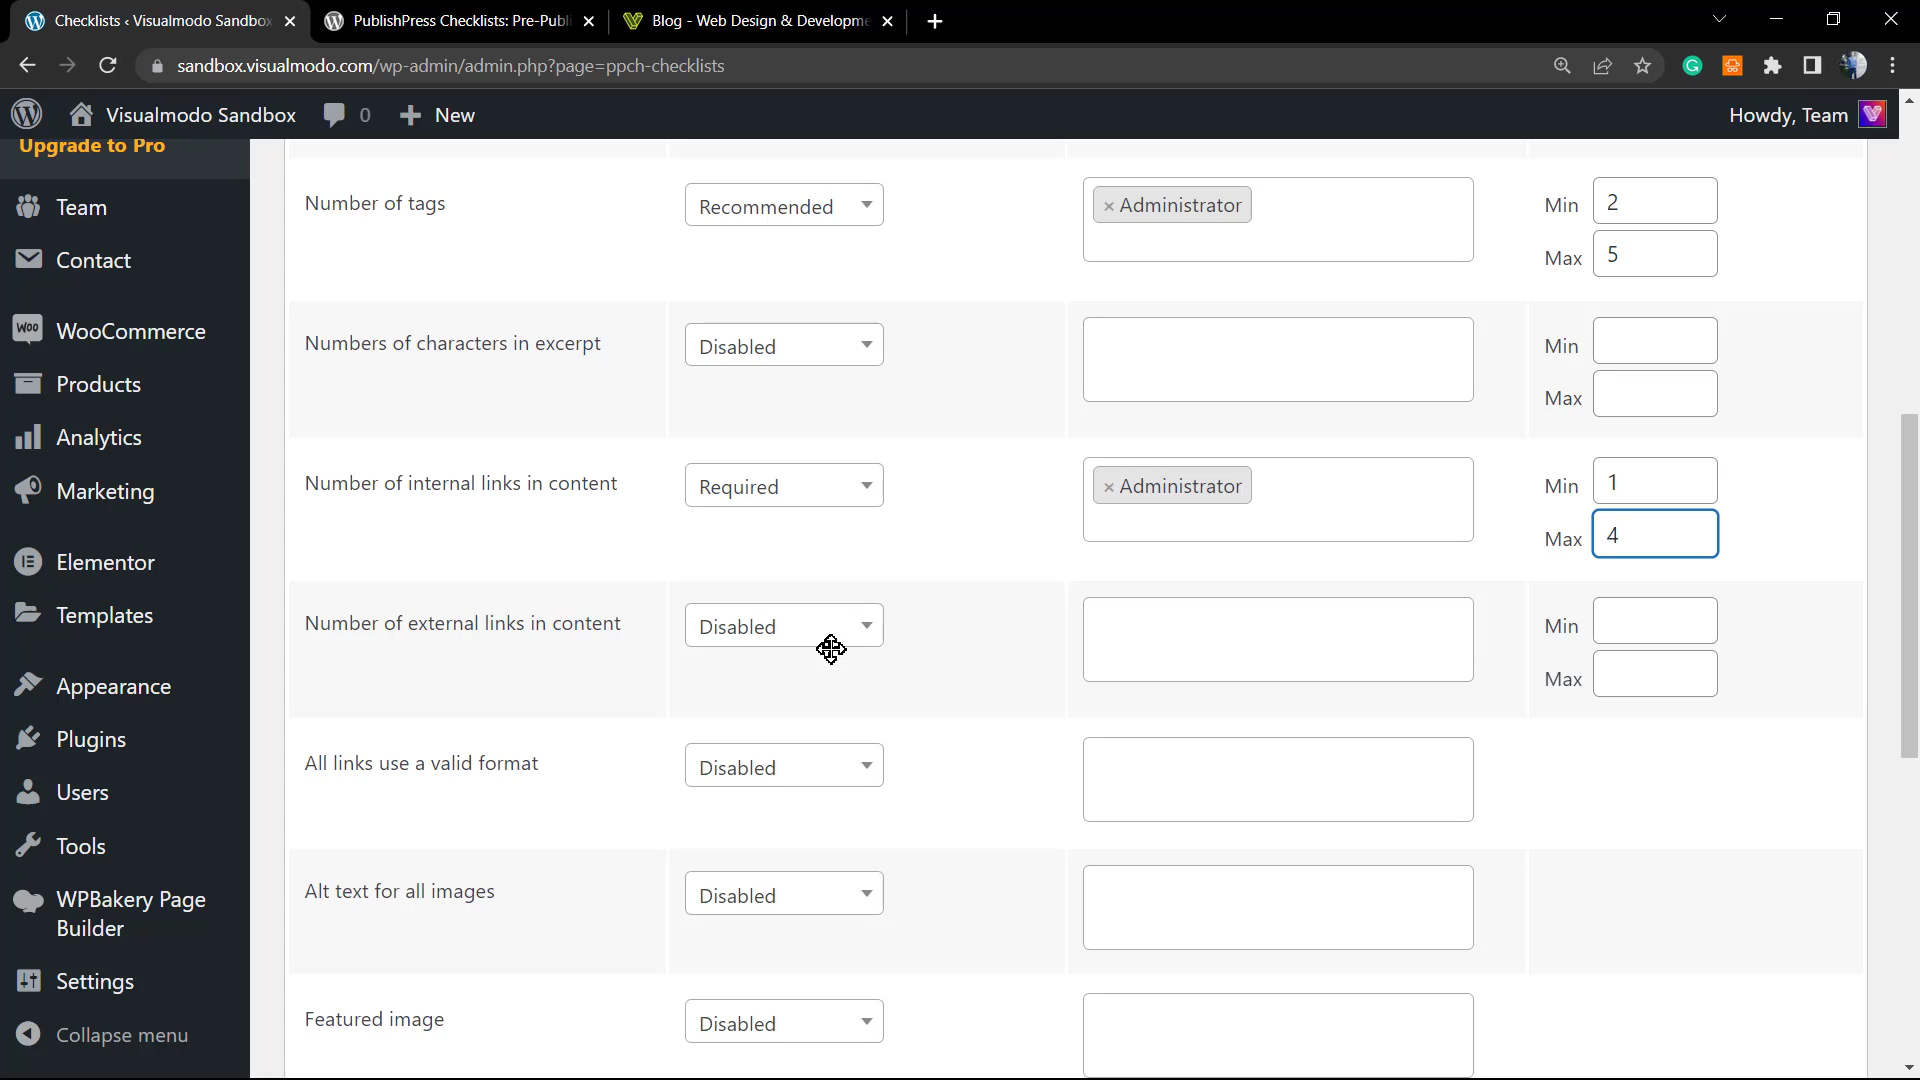 Checklists ‹ Visualmodo Sandbox
PublishPress Checklists: Pre-Publi
Blog - Web Design & Developme
sandbox.visualmodo.com/wp-admin/admin.php?page=ppch-checklists
Visualmodo Sandbox
0
New
Howdy, Team
Upgrade to Pro
Team
Contact
WooCommerce
Products
Analytics
Marketing
Elementor
Templates
Appearance
Plugins
Users
Tools
WPBakery Page
Builder
Settings
Collapse menu
Number of tags
Recommended
× Administrator
Min 2
Max 5
Numbers of characters in excerpt
Disabled
Min
Max
Number of internal links in content
Required
× Administrator
Min 1
Max 4
Number of external links in content
Disabled
Min
Max
All links use a valid format
Disabled
Alt text for all images
Disabled
Featured image
Disabled